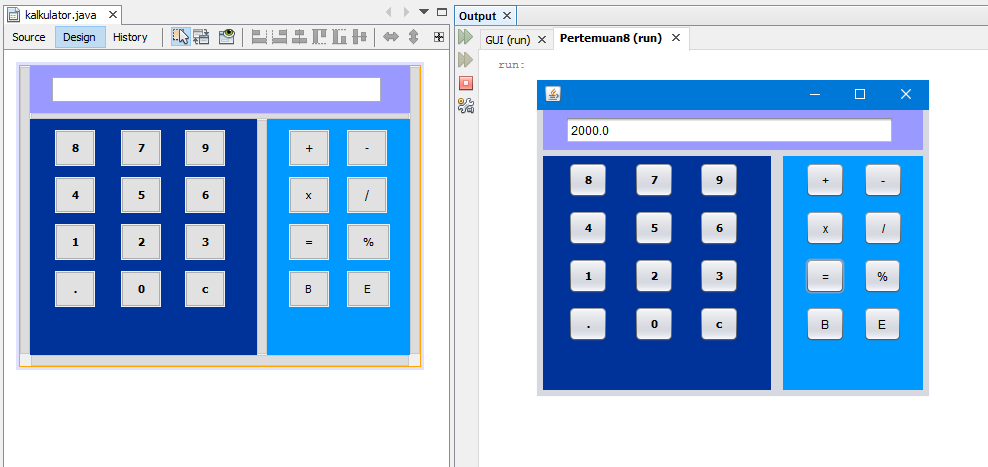 kalkulator.java
Source Design History
8 7 9 + -
4 5 6 x /
1 2 3 = %
. 0 c B E
Output
GUI (run) Pertemuan8 (run)
run:
2000.0
8 7 9 + -
4 5 6 x /
1 2 3 = %
. 0 c B E